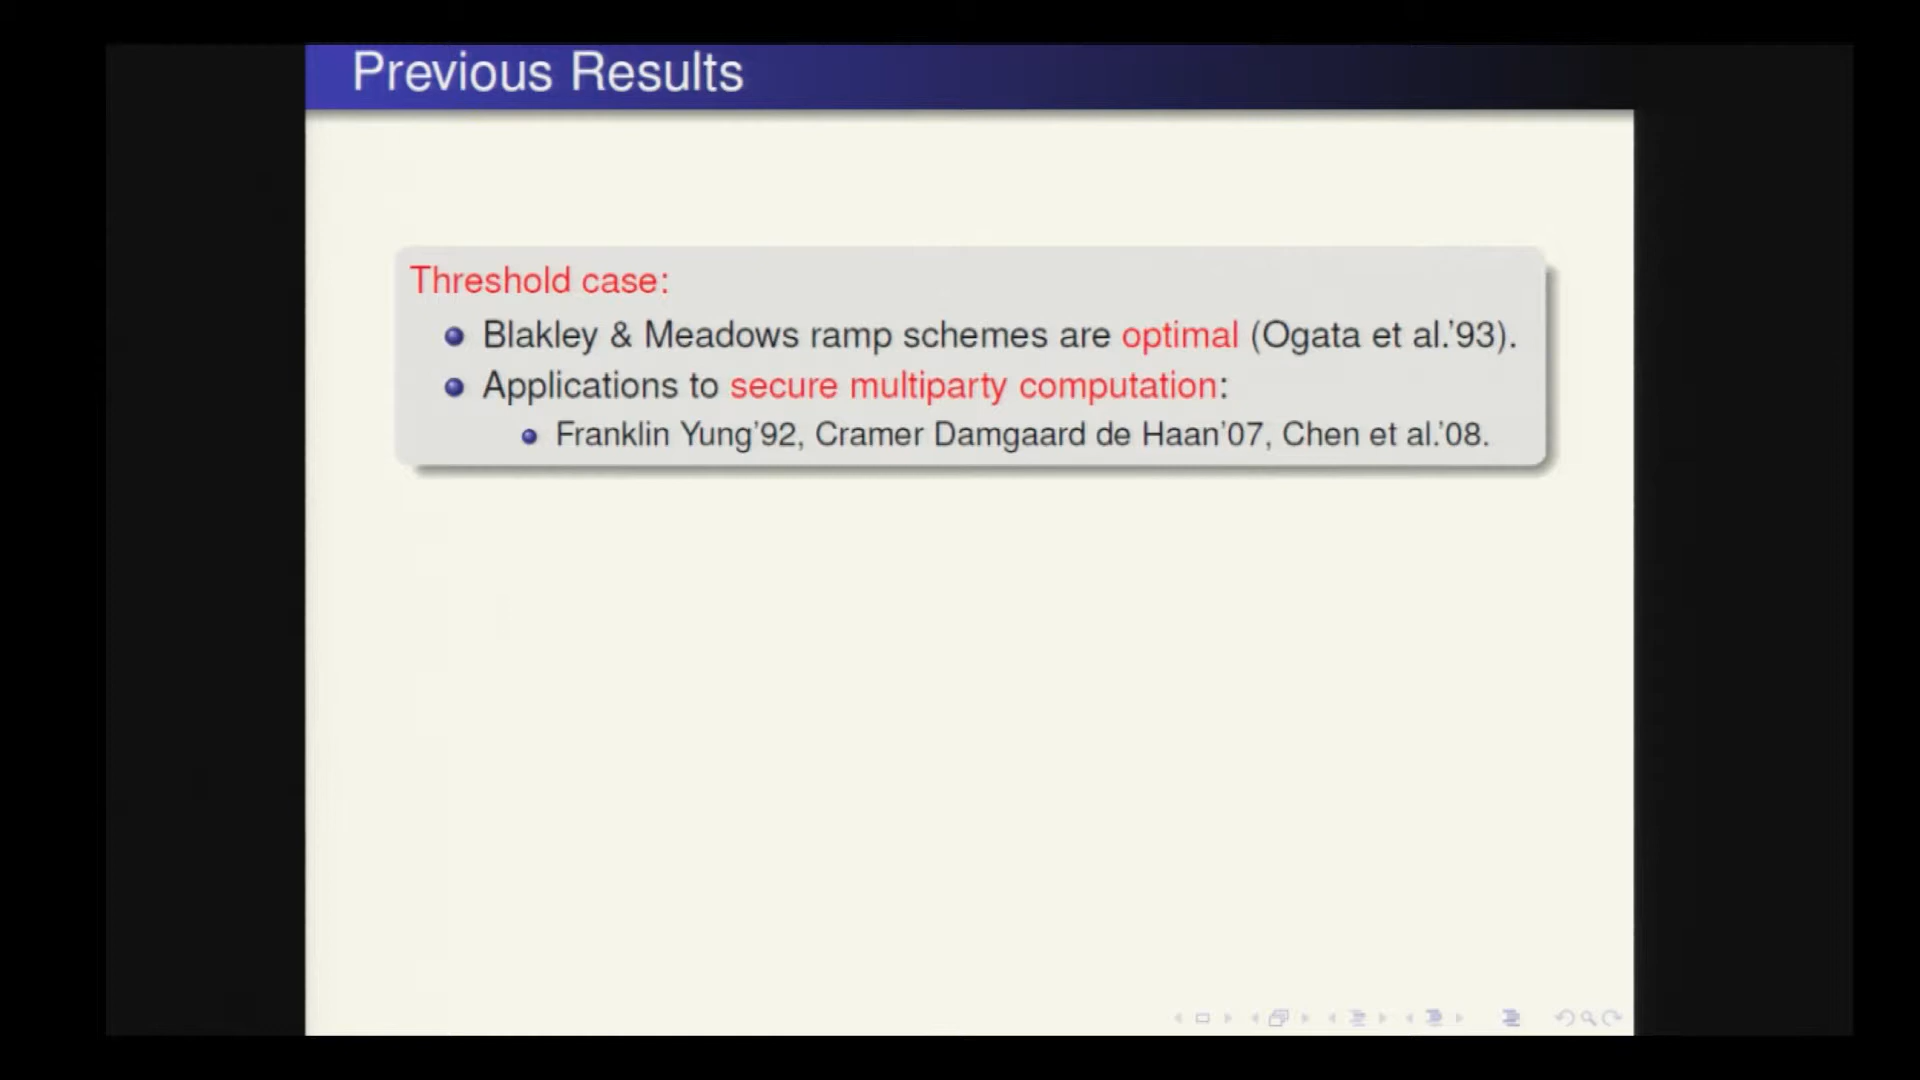 Previous Results
Threshold case:
Blakley & Meadows ramp schemes are optimal (Ogata et al.'93).
Applications to secure multiparty computation:
Franklin Yung'92, Cramer Damgaard de Haan'07, Chen et al.'08.